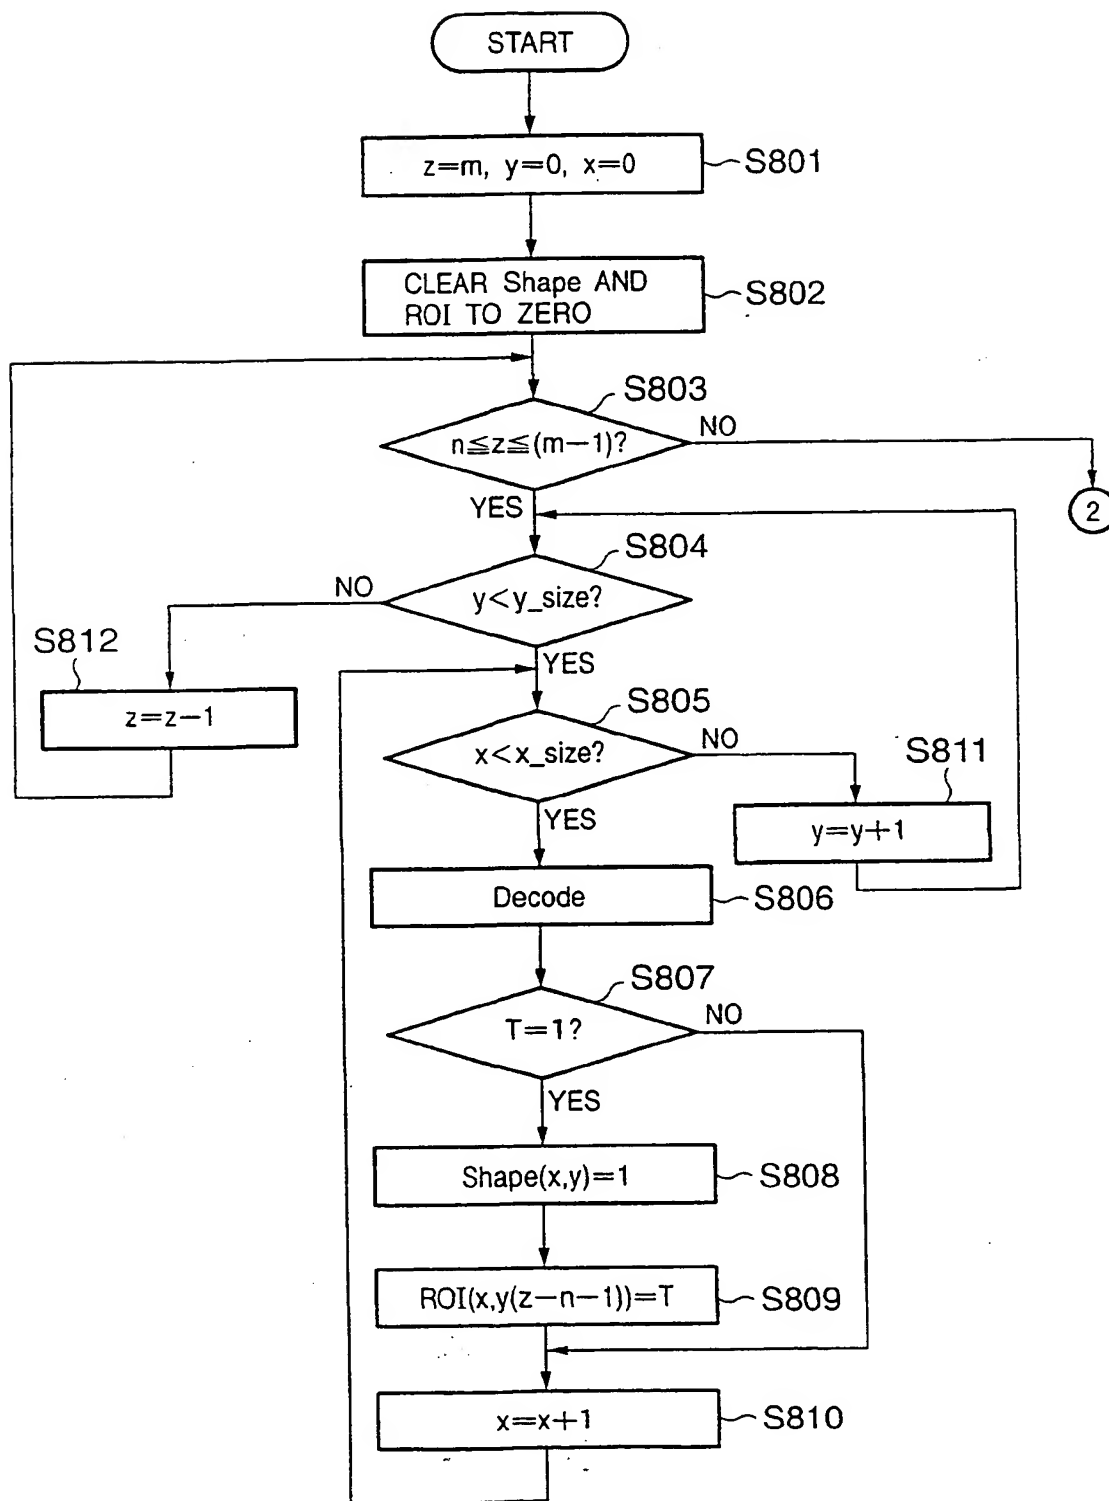 START
z=m, y=0, x=0
S801
CLEAR Shape AND
ROI TO ZERO
S802
S803
n≦z≦(m−1)?
NO
2
YES
S804
y<y_size?
NO
S812
z=z−1
YES
S805
x<x_size?
NO
S811
y=y+1
YES
Decode
S806
S807
T=1?
NO
YES
Shape(x,y)=1
S808
ROI(x,y(z−n−1))=T
S809
x=x+1
S810